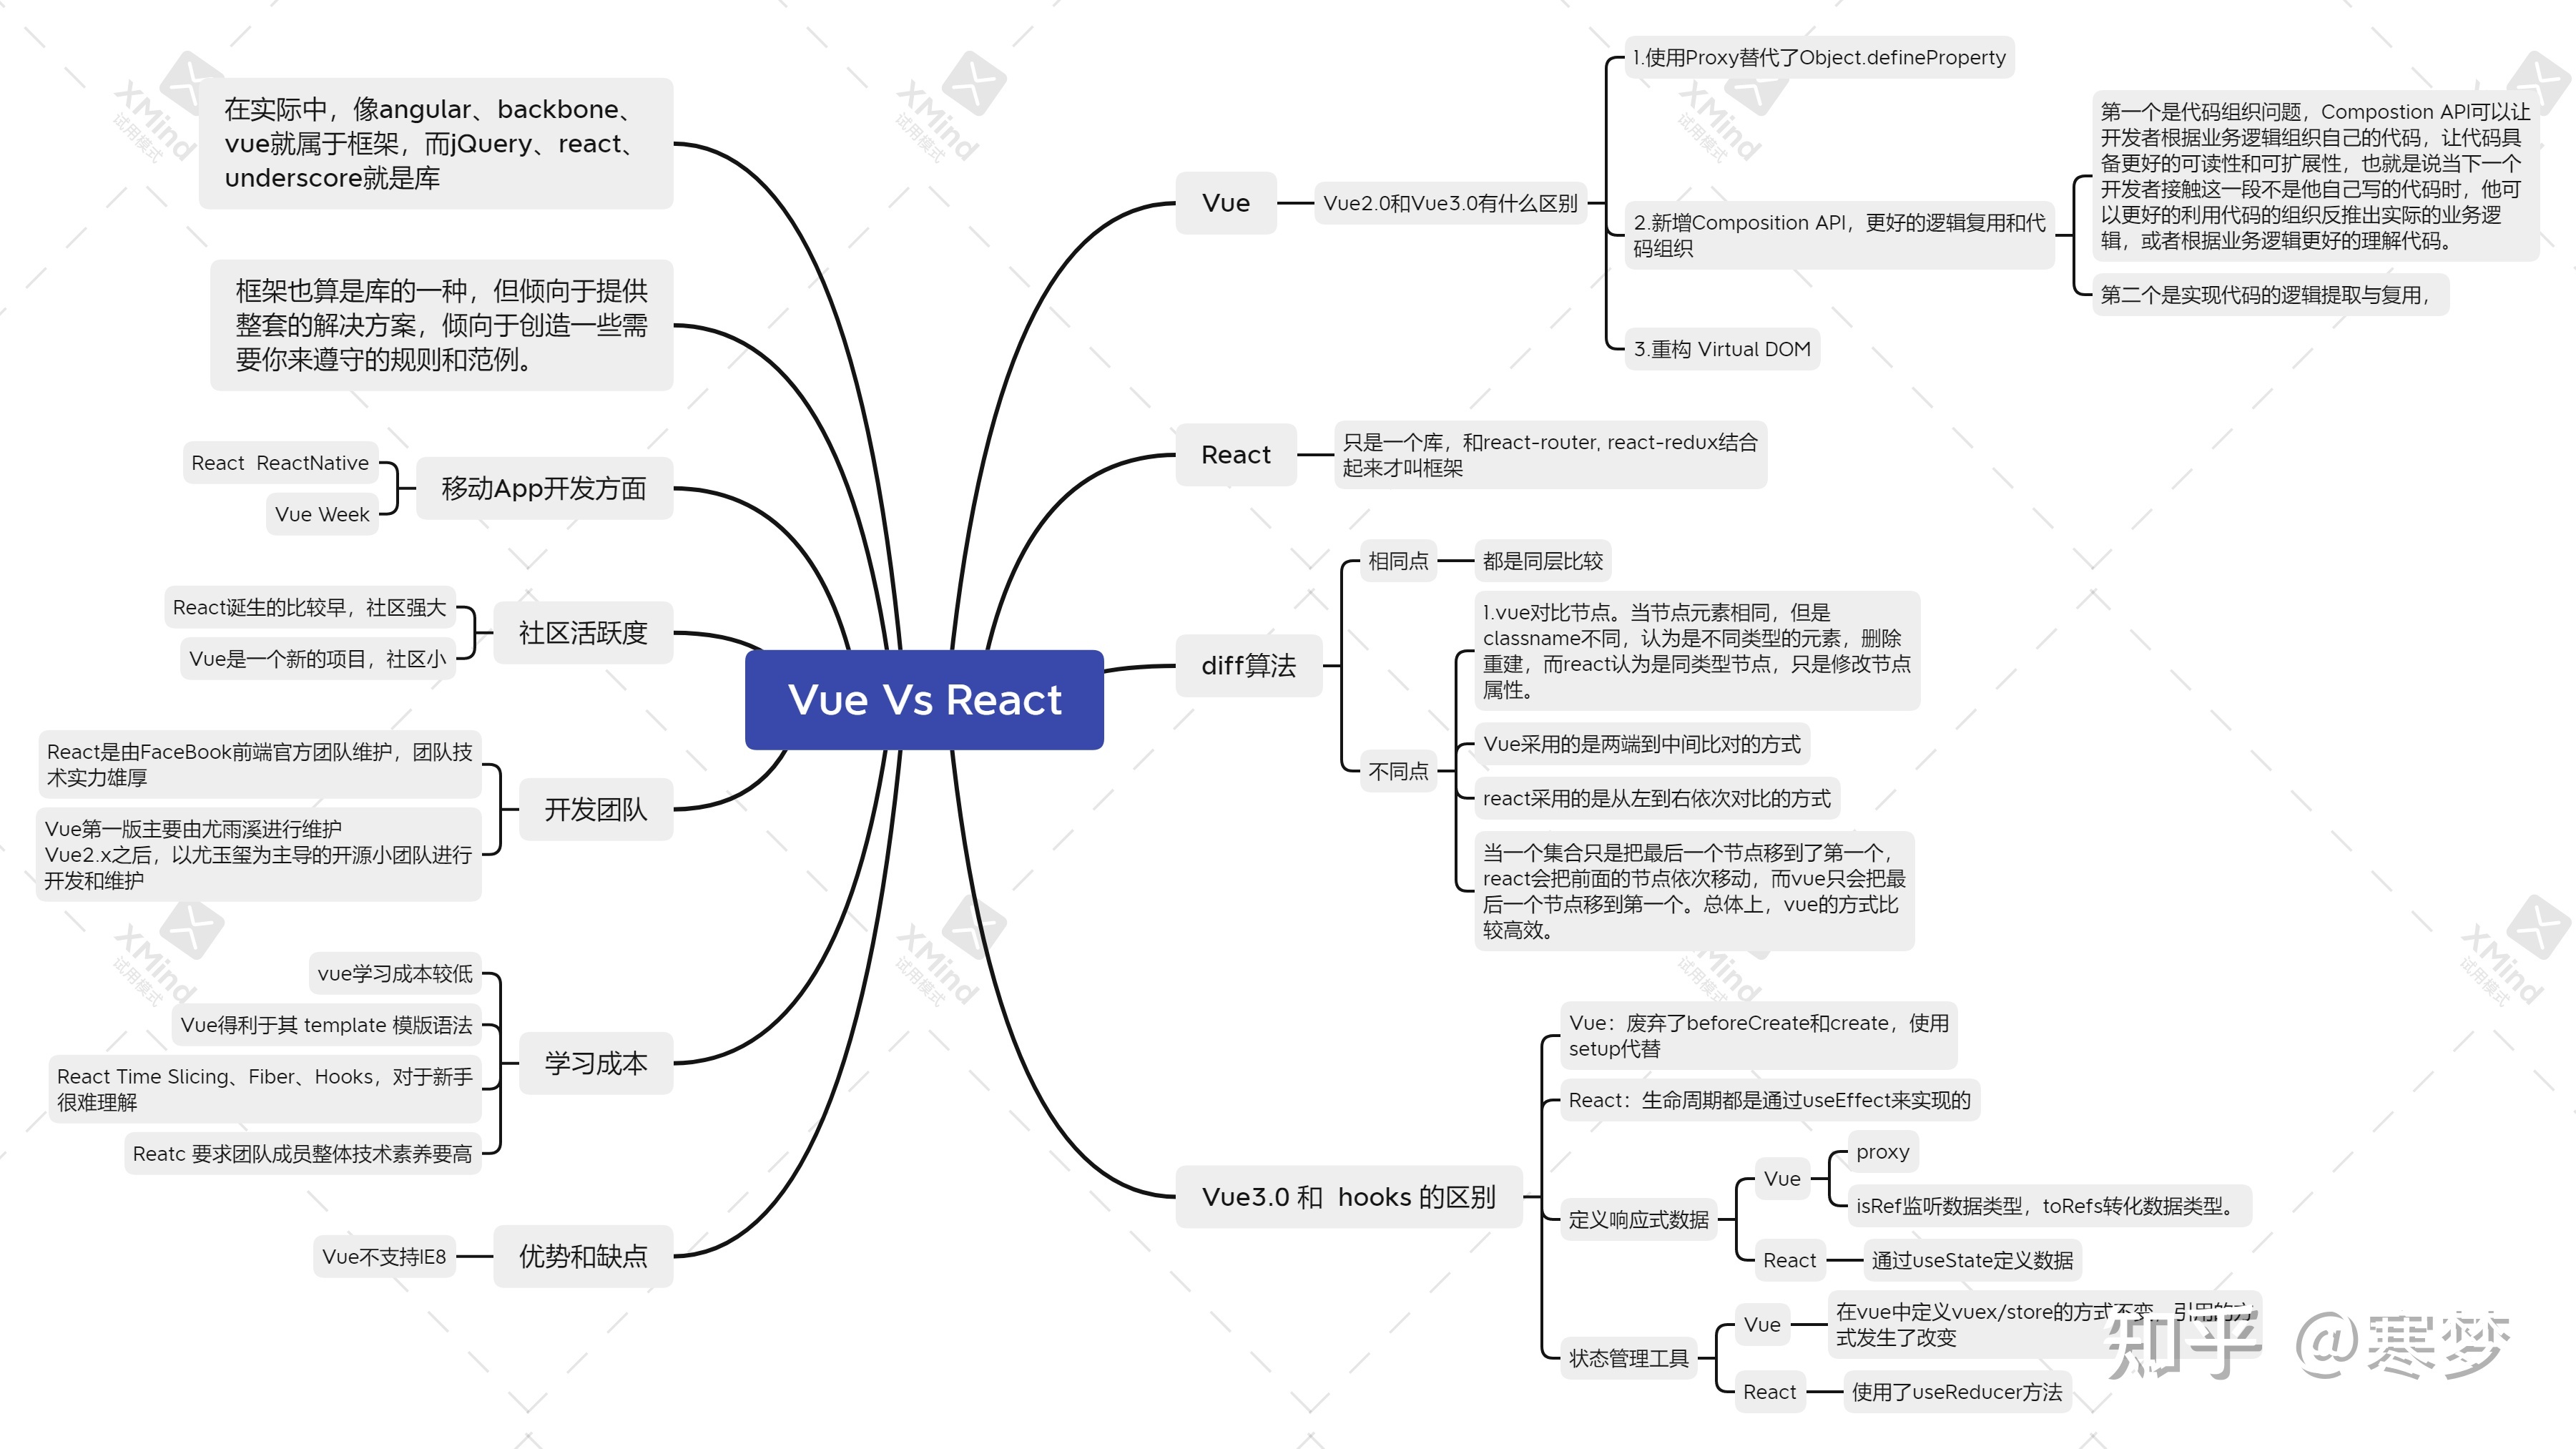 在实际中，像angular、backbone、
vue就属于框架，而jQuery、react、
underscore就是库
框架也算是库的一种，但倾向于提供
整套的解决方案，倾向于创造一些需
要你来遵守的规则和范例。
移动App开发方面
React  ReactNative
Vue Week
社区活跃度
React诞生的比较早，社区强大
Vue是一个新的项目，社区小
开发团队
React是由FaceBook前端官方团队维护，团队技
术实力雄厚
Vue第一版主要由尤雨溪进行维护
Vue2.x之后，以尤玉玺为主导的开源小团队进行
开发和维护
学习成本
vue学习成本较低
Vue得利于其 template 模版语法
React Time Slicing、Fiber、Hooks，对于新手
很难理解
Reatc 要求团队成员整体技术素养要高
优势和缺点
Vue不支持IE8
Vue Vs React
Vue
Vue2.0和Vue3.0有什么区别
1.使用Proxy替代了Object.defineProperty
2.新增Composition API，更好的逻辑复用和代
码组织
第一个是代码组织问题，Compostion API可以让
开发者根据业务逻辑组织自己的代码，让代码具
备更好的可读性和可扩展性，也就是说当下一个
开发者接触这一段不是他自己写的代码时，他可
以更好的利用代码的组织反推出实际的业务逻
辑，或者根据业务逻辑更好的理解代码。
第二个是实现代码的逻辑提取与复用，
3.重构 Virtual DOM
React
只是一个库，和react-router, react-redux结合
起来才叫框架
diff算法
相同点
都是同层比较
不同点
1.vue对比节点。当节点元素相同，但是
classname不同，认为是不同类型的元素，删除
重建，而react认为是同类型节点，只是修改节点
属性。
Vue采用的是两端到中间比对的方式
react采用的是从左到右依次对比的方式
当一个集合只是把最后一个节点移到了第一个，
react会把前面的节点依次移动，而vue只会把最
后一个节点移到第一个。总体上，vue的方式比
较高效。
Vue3.0 和  hooks 的区别
Vue：废弃了beforeCreate和create，使用
setup代替
React：生命周期都是通过useEffect来实现的
定义响应式数据
Vue
proxy
isRef监听数据类型，toRefs转化数据类型。
React
通过useState定义数据
状态管理工具
Vue
在vue中定义vuex/store的方式不变，引用的方
式发生了改变
React
使用了useReducer方法
知乎 @寒梦
XMind
试用模式
XMind
试用模式
XMind
试用模式
XMind
试用模式
XMind
试用模式
XMind
试用模式
XMind
试用模式